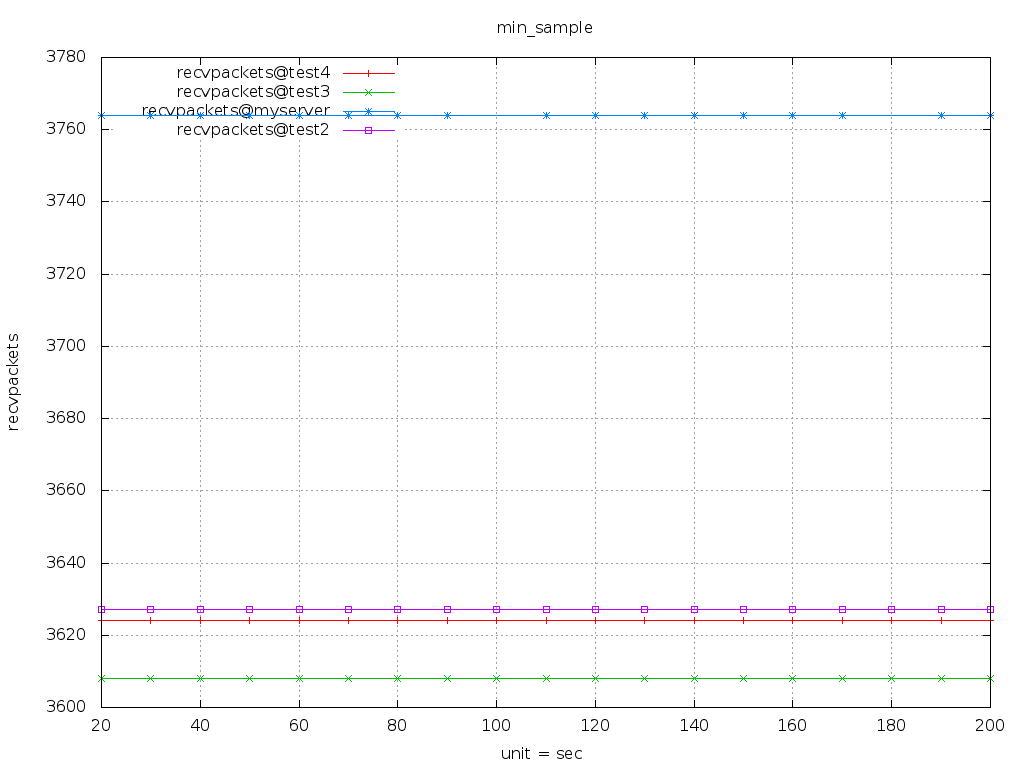 min_sample
3780
3760
3740
3720
3700
3680
3660
3640
3620
3600
recvpackets
recvpackets@test4
recvpackets@test3
recvpackets@myserver
recvpackets@test2
20 40 60 80 100 120 140 160 180 200
unit = sec